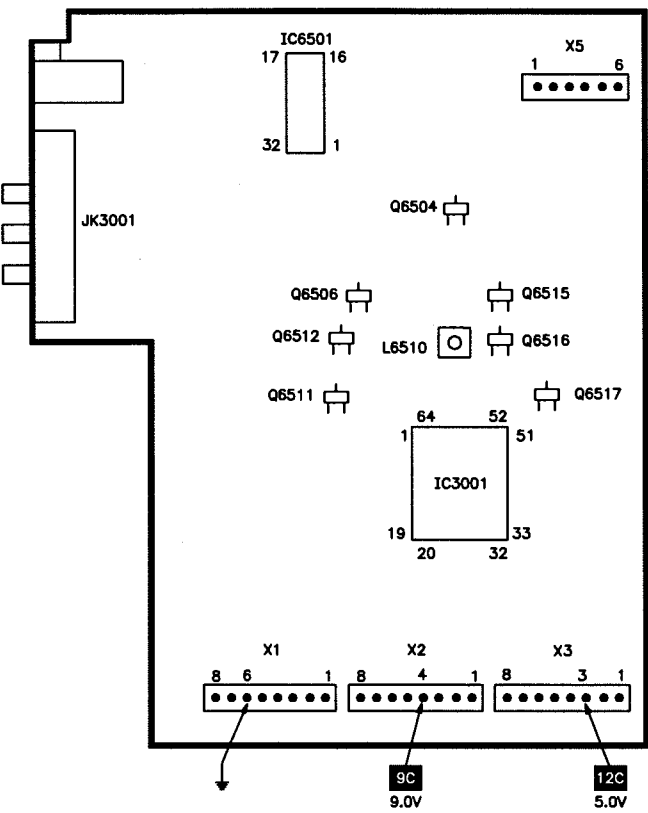 IC6501
17 16
32 1
X5
1 6
JK3001
Q6504
Q6506
Q6515
Q6512
L6510
Q6516
Q6511
Q6517
64 52
1 51
IC3001
19 33
20 32
X1
8 6 1
X2
8 4 1
X3
8 3 1
9C
9.0V
12C
5.0V